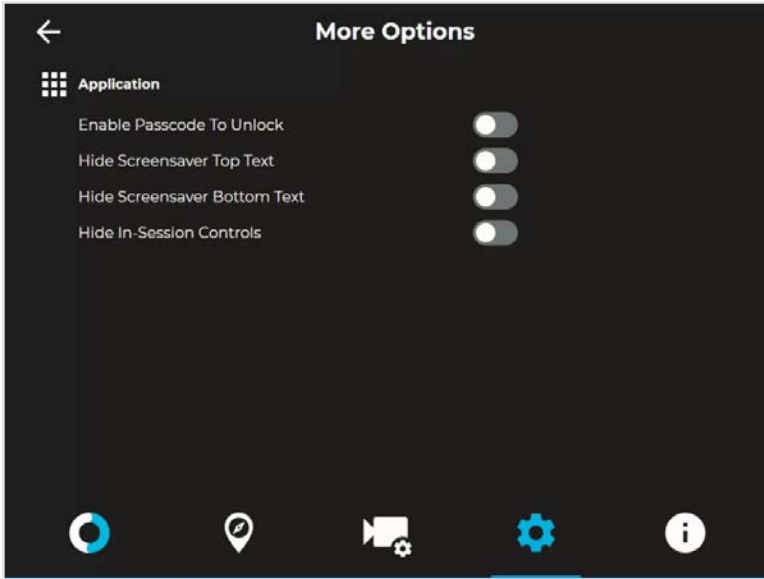 More Options
Application
Enable Passcode To Unlock
Hide Screensaver Top Text
Hide Screensaver Bottom Text
Hide In-Session Controls